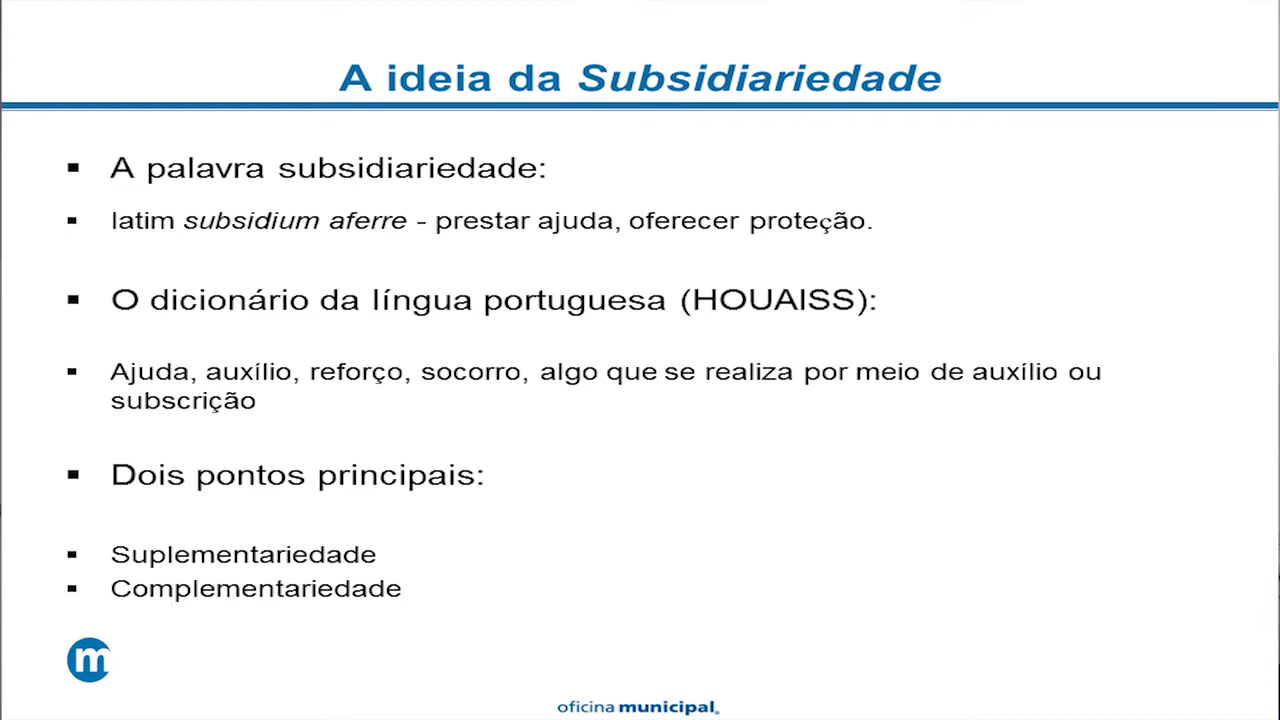 A ideia da Subsidiariedade
▪ A palavra subsidiariedade:
▪ latim subsidium aferre - prestar ajuda, oferecer proteção.
▪ O dicionário da língua portuguesa (HOUAISS):
▪ Ajuda, auxílio, reforço, socorro, algo que se realiza por meio de auxílio ou
subscrição
▪ Dois pontos principais:
▪ Suplementariedade
▪ Complementariedade
m
oficina municipal